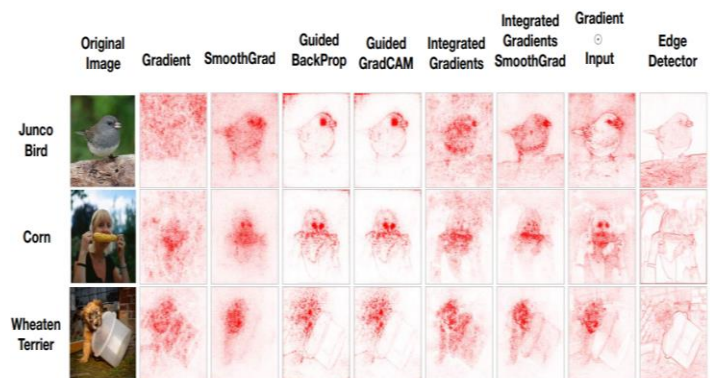 Original
Image
Gradient
SmoothGrad
Guided
BackProp
Guided
GradCAM
Integrated
Gradients
Integrated
Gradients
SmoothGrad
Gradient
⊙
Input
Edge
Detector
Junco
Bird
Corn
Wheaten
Terrier